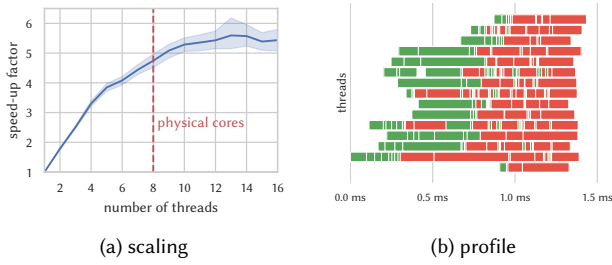 6
5
4
3
2
1
speed-up factor
physical cores
2 4 6 8 10 12 14 16
number of threads
(a) scaling
threads
0.0 ms 0.5 ms 1.0 ms 1.5 ms
(b) profile